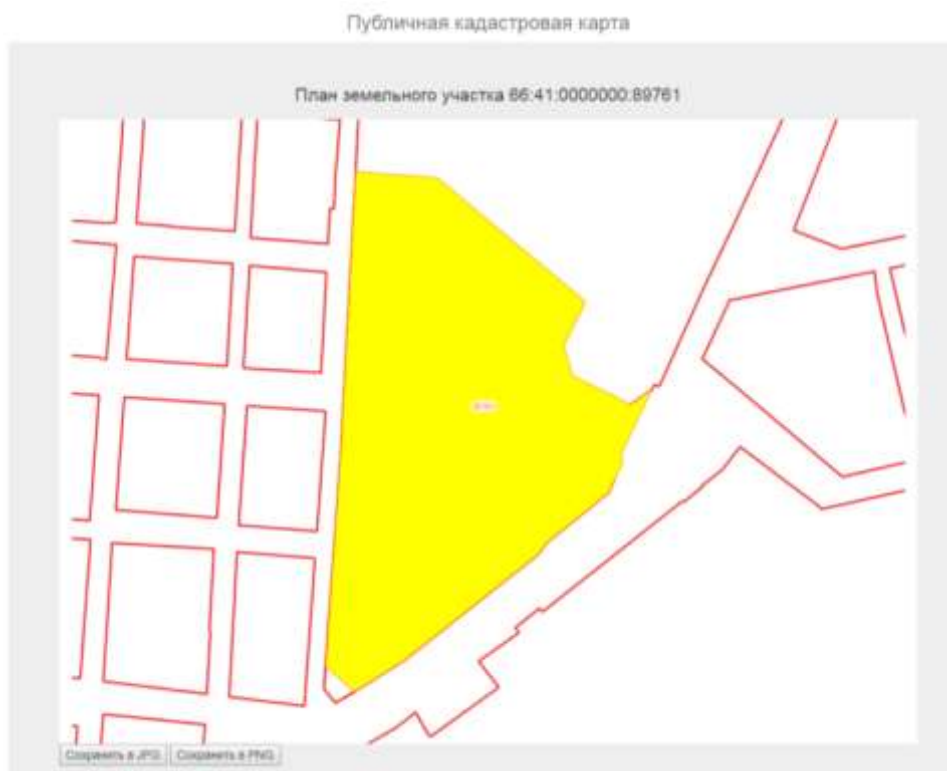 Публичная кадастровая карта
План земельного участка 66:41:0000000:89761
Сохранить в JPG Сохранить в PNG